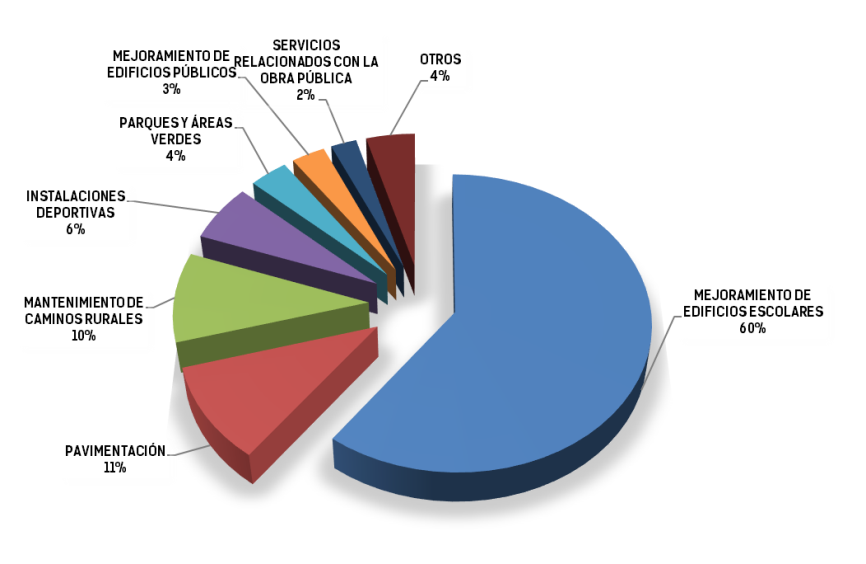 SERVICIOS
RELACIONADOS CON LA
OBRA PÚBLICA
2%
MEJORAMIENTO DE
EDIFICIOS PÚBLICOS
3%
OTROS
4%
PARQUES Y ÁREAS
VERDES
4%
INSTALACIONES
DEPORTIVAS
6%
MANTENIMIENTO DE
CAMINOS RURALES
10%
MEJORAMIENTO DE
EDIFICIOS ESCOLARES
60%
PAVIMENTACIÓN
11%